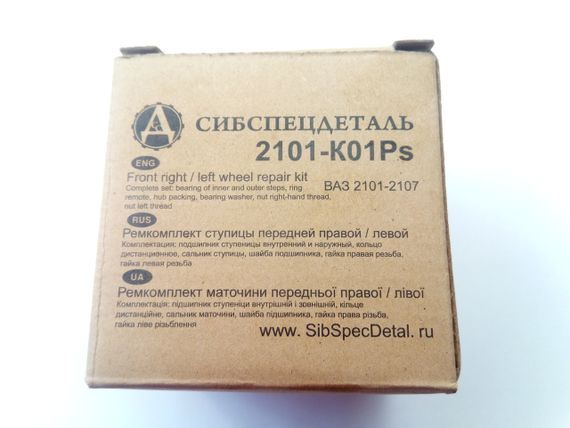 А
СИБСПЕЦДЕТАЛЬ
2101-К01Ps
ENG
Front right / left wheel repair kit
Complete set: bearing of inner and outer steps, ring
ВАЗ 2101-2107
remote, hub packing, bearing washer, nut right-hand thread,
nut left thread
RUS
Ремкомплект ступицы передней правой / левой
Комплектация: подшипник ступеницы внутренний и наружный, кольцо
дистанционное, сальник ступицы, шайба подшипника, гайка правая резьба,
гайка левая резьба
UA
Ремкомплект маточини передньої правої / лівої
Комплектація: підшипник ступеніци внутрішній і зовнішній, кільце
дистанційне, сальник маточини, шайба підшипника, гайка права різьба,
гайка ліве різьблення
www. SibSpecDetal. ru